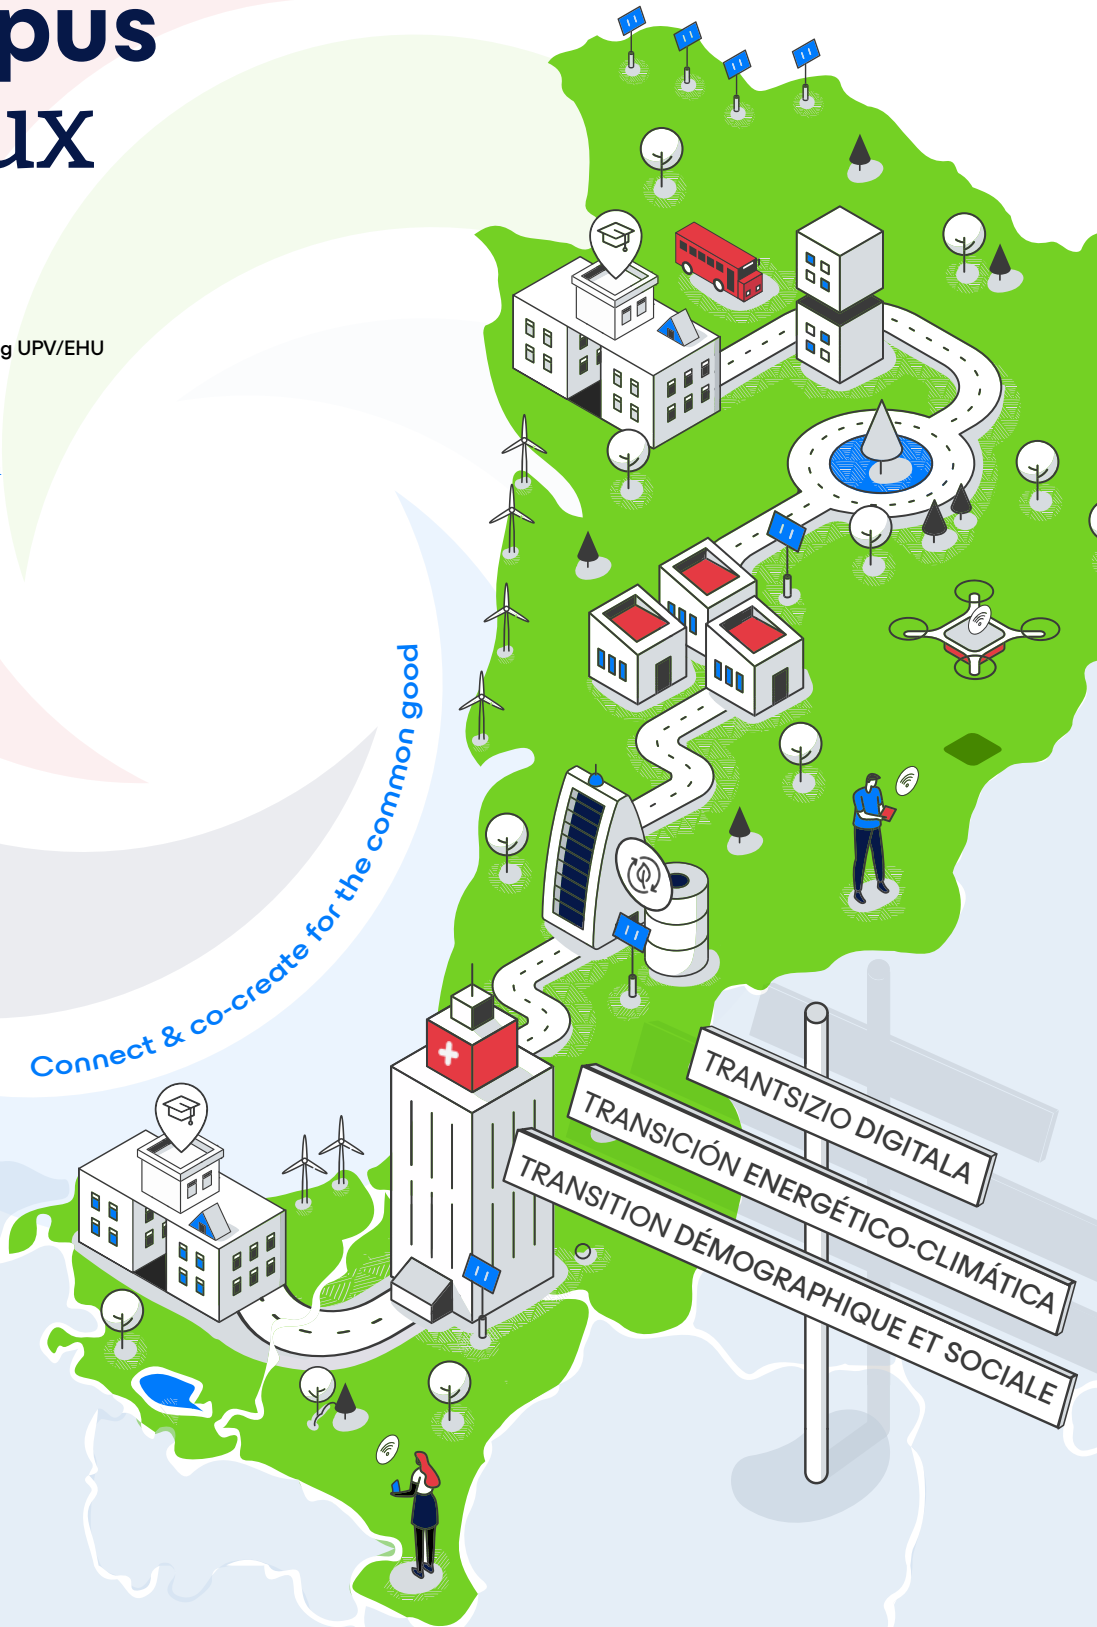 pus
ux
g UPV/EHU
Connect & co-create for the common good
TRANTSIZIO DIGITALA
TRANSICIÓN ENERGÉTICO-CLIMÁTICA
TRANSITION DÉMOGRAPHIQUE ET SOCIALE